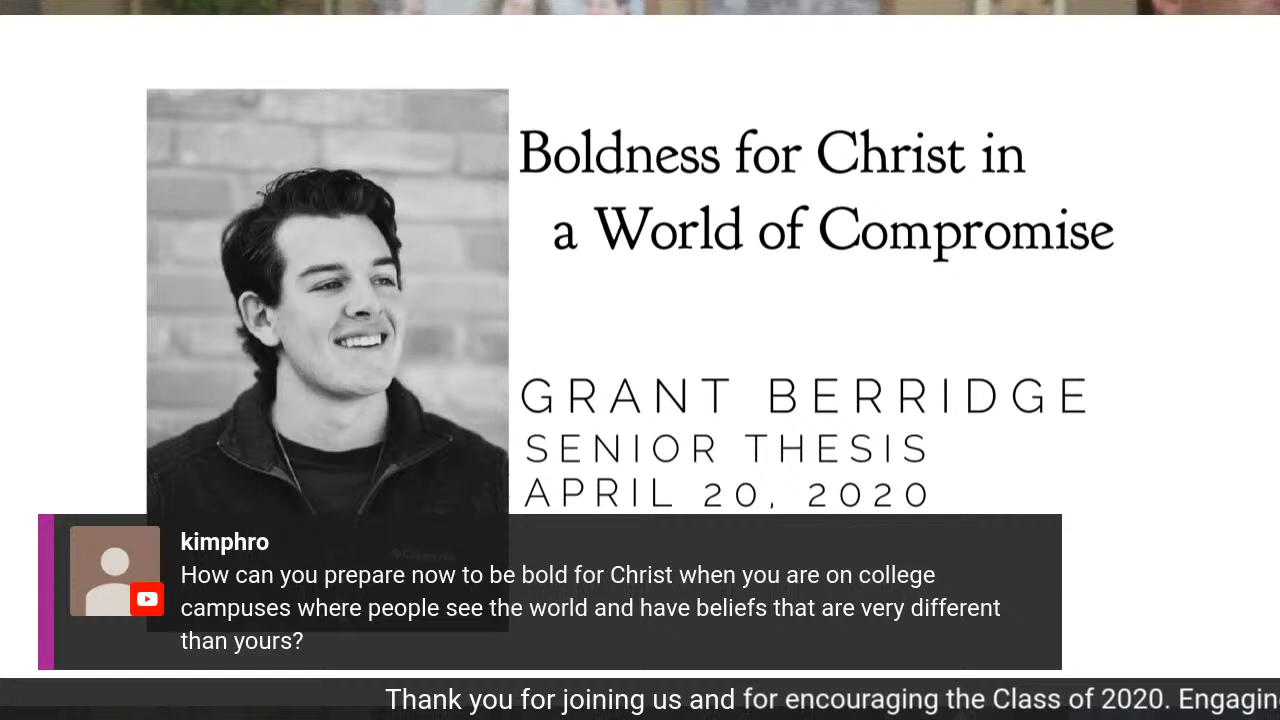 Boldness for Christ in
a World of Compromise
GRANT BERRIDGE
SENIOR THESIS
APRIL 20, 2020
kimphro
How can you prepare now to be bold for Christ when you are on college
campuses where people see the world and have beliefs that are very different
than yours?
Thank you for joining us and for encouraging the Class of 2020. Engagin